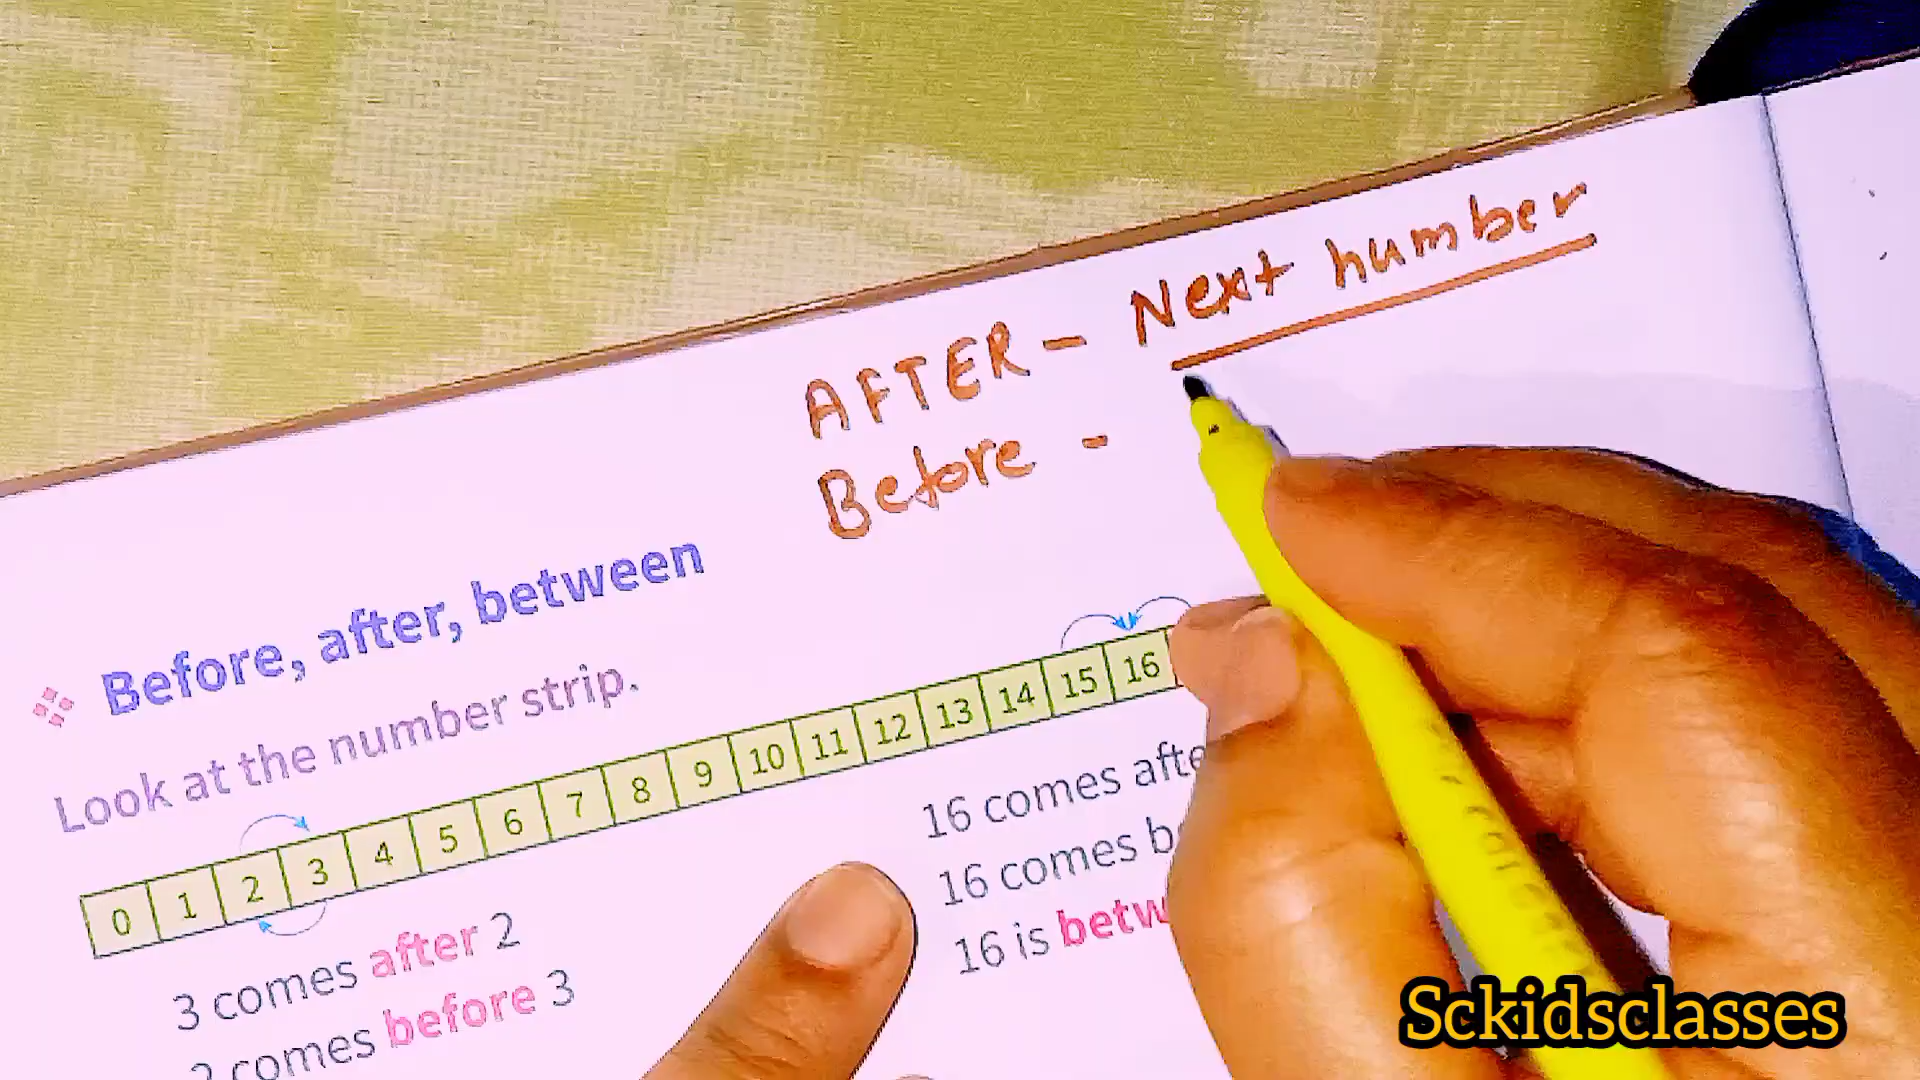 AFTER - Next number
Before -
Before, after, between
Look at the number strip.
0 1 2 3 4 5 6 7 8 9 10 11 12 13 14 15 16
3 comes after 2
comes before 3
16 comes
16 comes
16 is
Sckidsclasses